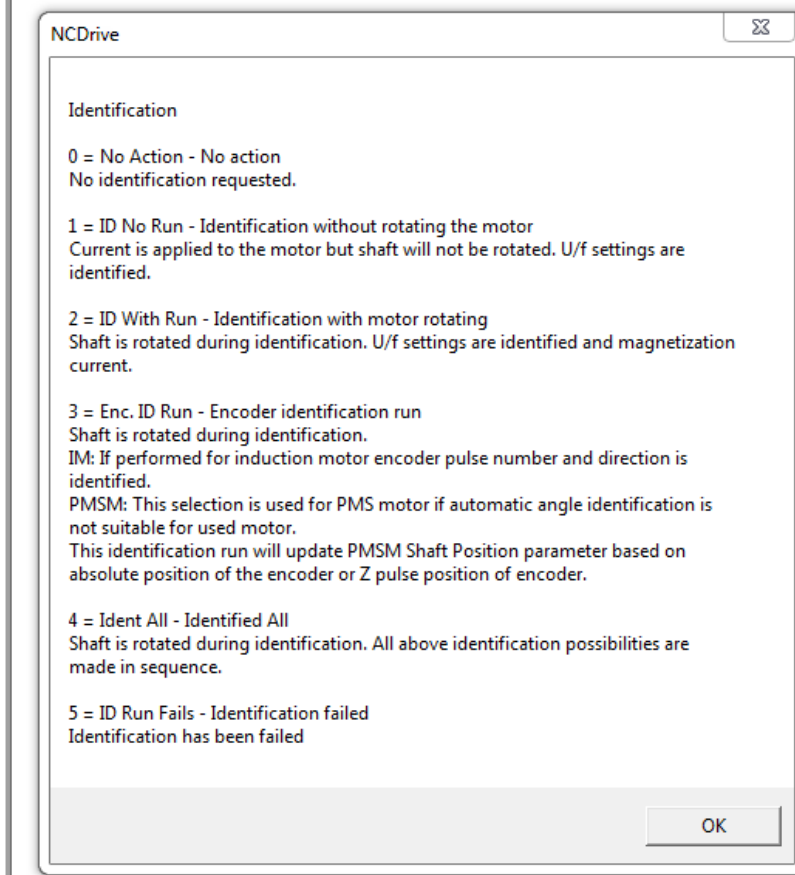 NCDrive
Identification
0 = No Action - No action
No identification requested.
1 = ID No Run - Identification without rotating the motor
Current is applied to the motor but shaft will not be rotated. U/f settings are
identified.
2 = ID With Run - Identification with motor rotating
Shaft is rotated during identification. U/f settings are identified and magnetization
current.
3 = Enc. ID Run - Encoder identification run
Shaft is rotated during identification.
IM: If performed for induction motor encoder pulse number and direction is
identified.
PMSM: This selection is used for PMS motor if automatic angle identification is
not suitable for used motor.
This identification run will update PMSM Shaft Position parameter based on
absolute position of the encoder or Z pulse position of encoder.
4 = Ident All - Identified All
Shaft is rotated during identification. All above identification possibilities are
made in sequence.
5 = ID Run Fails - Identification failed
Identification has been failed
OK